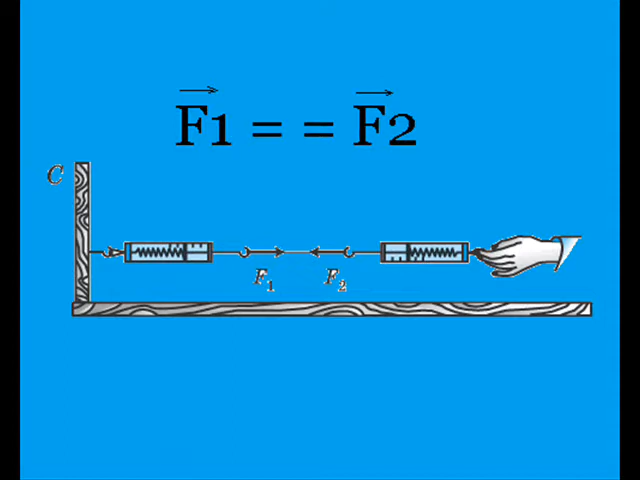 F1 = = F2
C
F1 F2